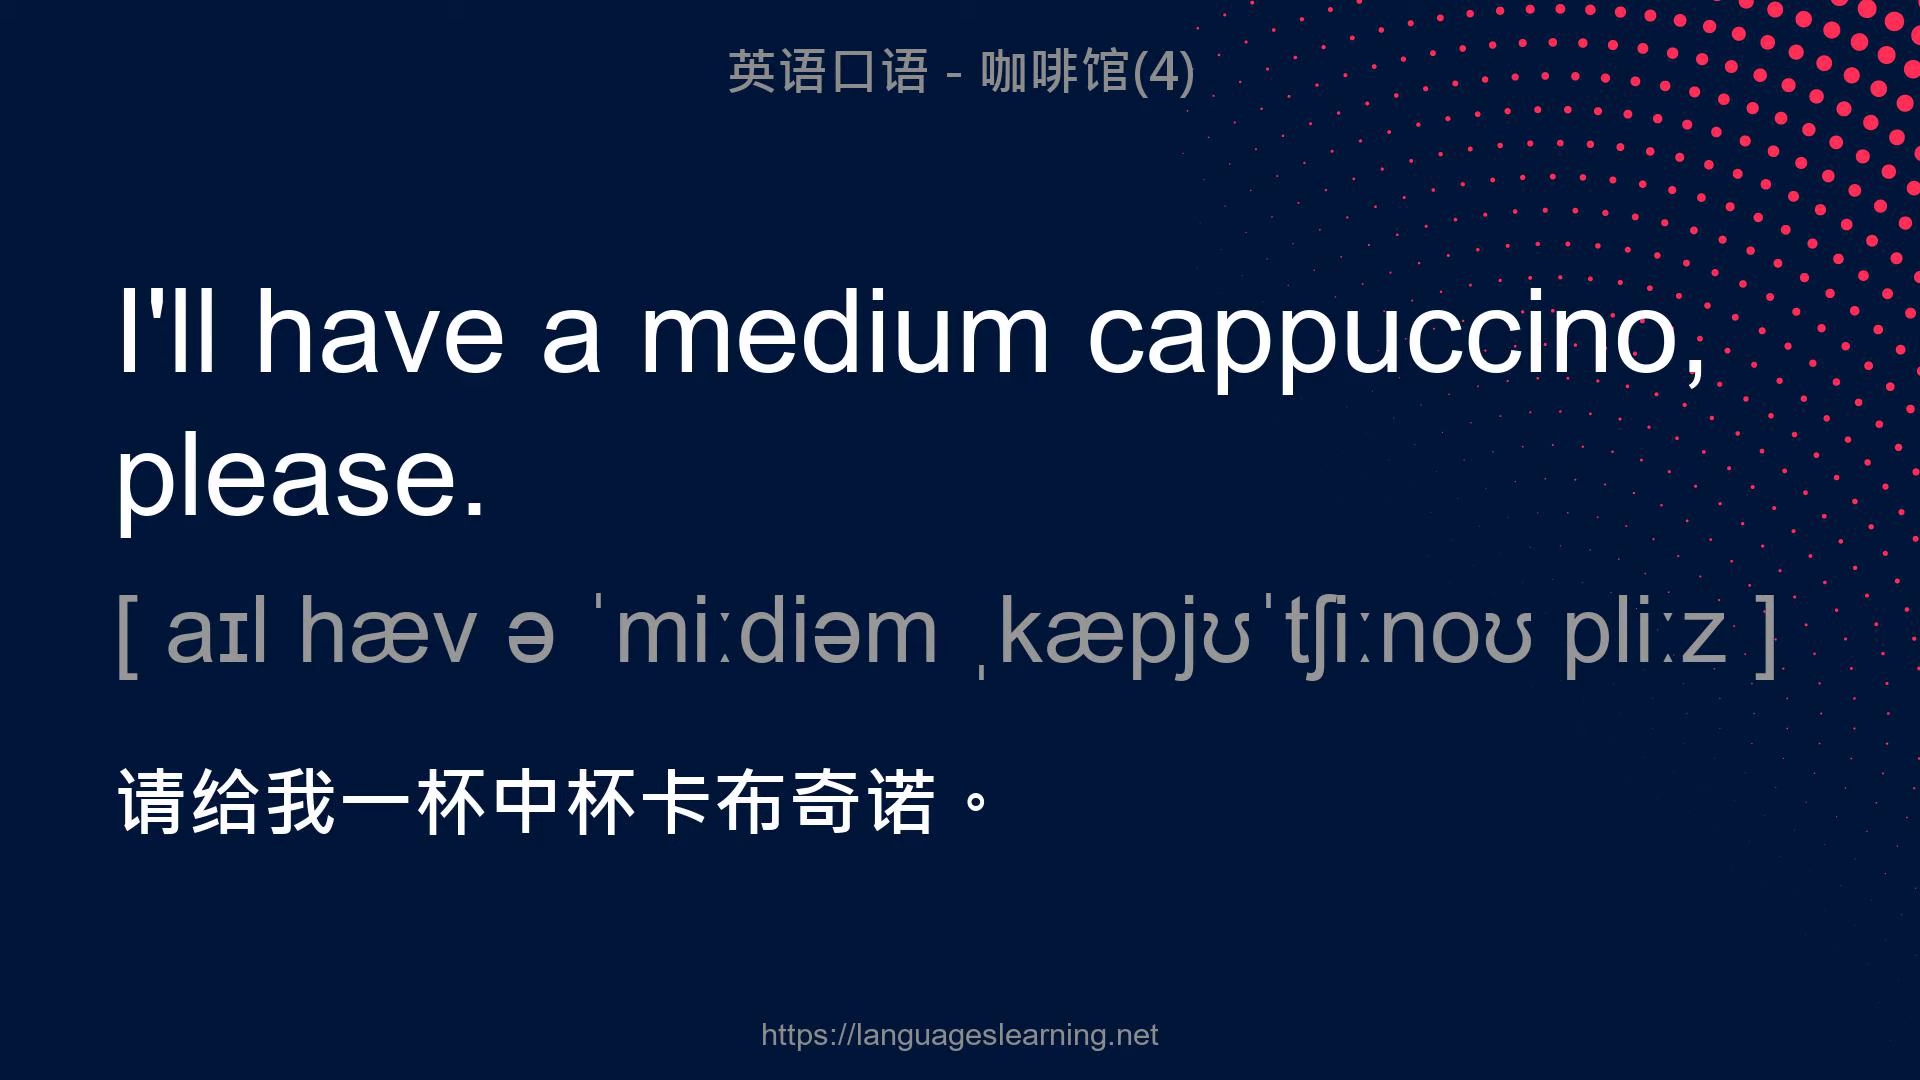 英语口语 - 咖啡馆(4)
I'll have a medium cappuccino,
please.
[ aɪl hæv ə ˈmiːdiəm ˌkæpjʊˈtʃiːnoʊ pliːz ]
请给我一杯中杯卡布奇诺。
https://languageslearning.net